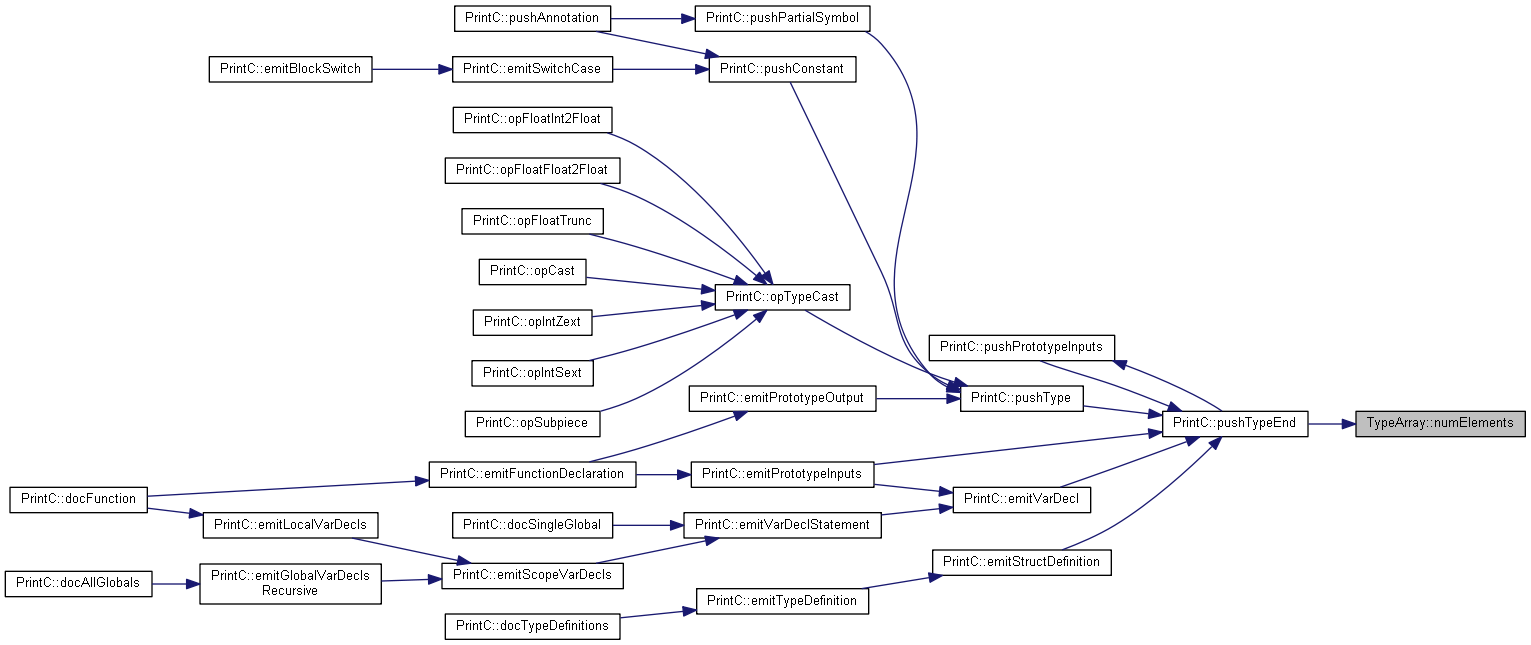 PrintC::pushAnnotation
PrintC::pushPartialSymbol
PrintC::emitBlockSwitch
PrintC::emitSwitchCase
PrintC::pushConstant
PrintC::opFloatInt2Float
PrintC::opFloatFloat2Float
PrintC::opFloatTrunc
PrintC::opCast
PrintC::opTypeCast
PrintC::opIntZext
PrintC::pushPrototypeInputs
PrintC::opIntSext
PrintC::emitPrototypeOutput
PrintC::pushType
PrintC::opSubpiece
PrintC::pushTypeEnd
TypeArray::numElements
PrintC::emitFunctionDeclaration
PrintC::emitPrototypeInputs
PrintC::docFunction
PrintC::emitVarDecl
PrintC::emitLocalVarDecls
PrintC::docSingleGlobal
PrintC::emitVarDeclStatement
PrintC::emitStructDefinition
PrintC::docAllGlobals
PrintC::emitGlobalVarDecls
Recursive
PrintC::emitScopeVarDecls
PrintC::emitTypeDefinition
PrintC::docTypeDefinitions